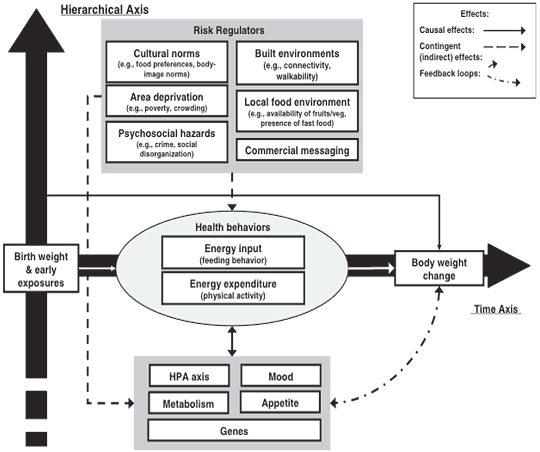 Hierarchical Axis
Effects:
Causal effects:
Contingent
(indirect) effects:
Feedback loops:
Risk Regulators
Cultural norms
(e.g., food preferences, body-
image norms)
Built environments
(e.g., connectivity,
walkability)
Area deprivation
(e.g., poverty, crowding)
Local food environment
(e.g., availability of fruits/veg,
presence of fast food)
Psychosocial hazards
(e.g., crime, social
disorganization)
Commercial messaging
Health behaviors
Energy input
(feeding behavior)
Energy expenditure
(physical activity)
Birth weight
& early
exposures
Body weight
change
Time Axis
HPA axis
Mood
Metabolism
Appetite
Genes